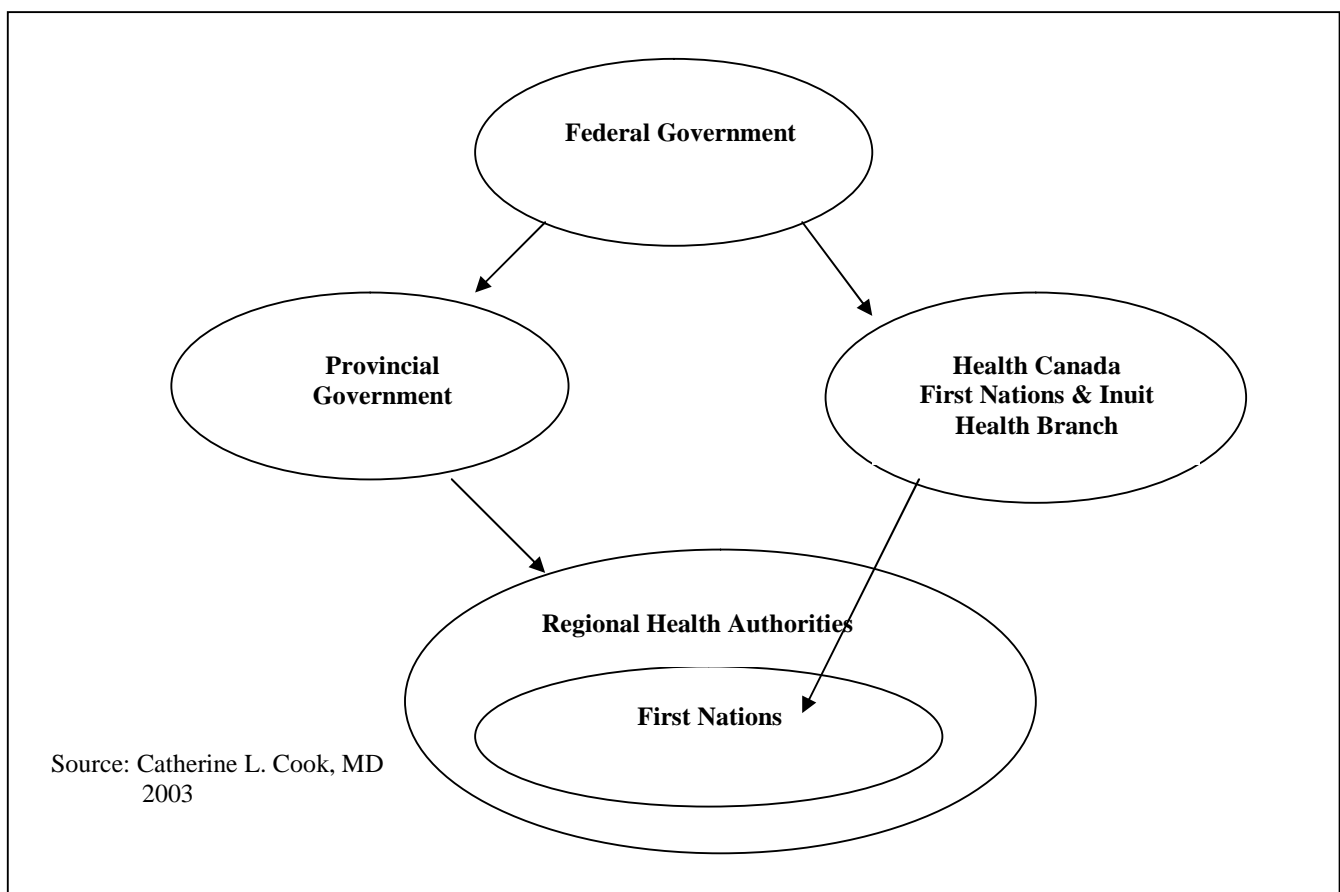 Federal Government
Provincial
Government
Health Canada
First Nations & Inuit
Health Branch
Regional Health Authorities
First Nations
Source: Catherine L. Cook, MD
2003